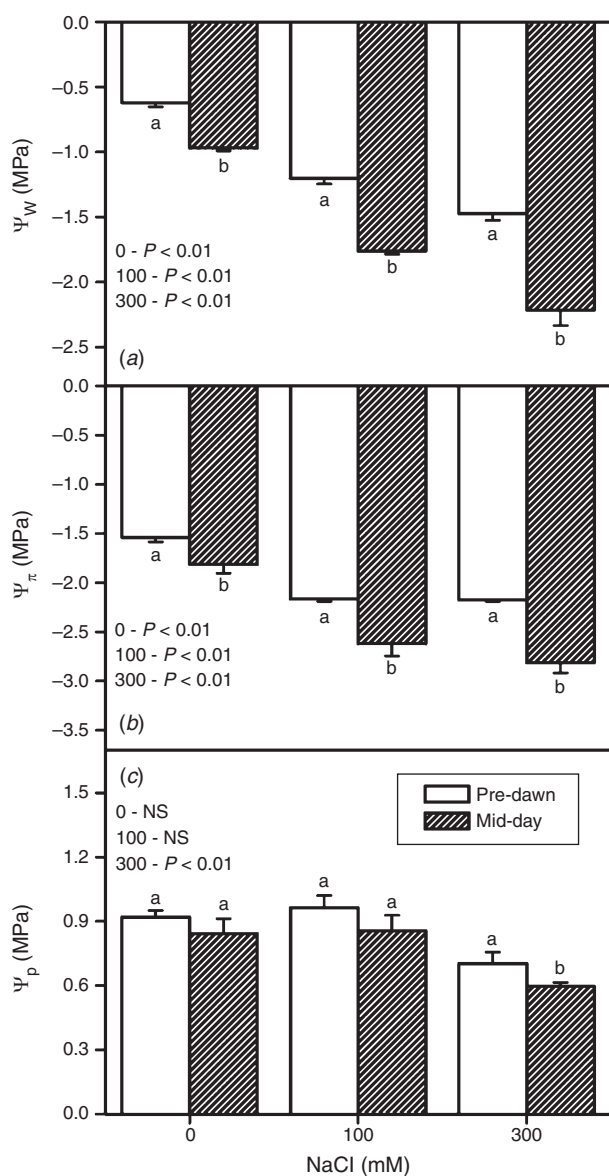 0.0
–0.5
–1.0
–1.5
–2.0
–2.5
ΨW (MPa)
a
b
a
b
a
b
0 - P < 0.01
100 - P < 0.01
300 - P < 0.01
(a)
0.0
–0.5
–1.0
–1.5
–2.0
–2.5
–3.0
–3.5
Ψπ (MPa)
a
b
a
b
a
b
0 - P < 0.01
100 - P < 0.01
300 - P < 0.01
(b)
(c)
0 - NS
100 - NS
300 - P < 0.01
Pre-dawn
Mid-day
1.5
1.2
0.9
0.6
0.3
0.0
Ψp (MPa)
a
a
a
a
a
b
0
100
300
NaCl (mM)